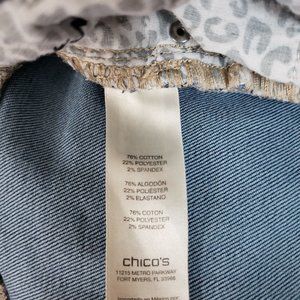 76% COTTON
22% POLYESTER
2% SPANDEX
76% ALGODÓN
22% POLIÉSTER
2% ELASTANO
76% COTON
22% POLYESTER
2% SPANDEX
chico's
11215 METRO PARKWAY
FORT MYERS, FL 33966